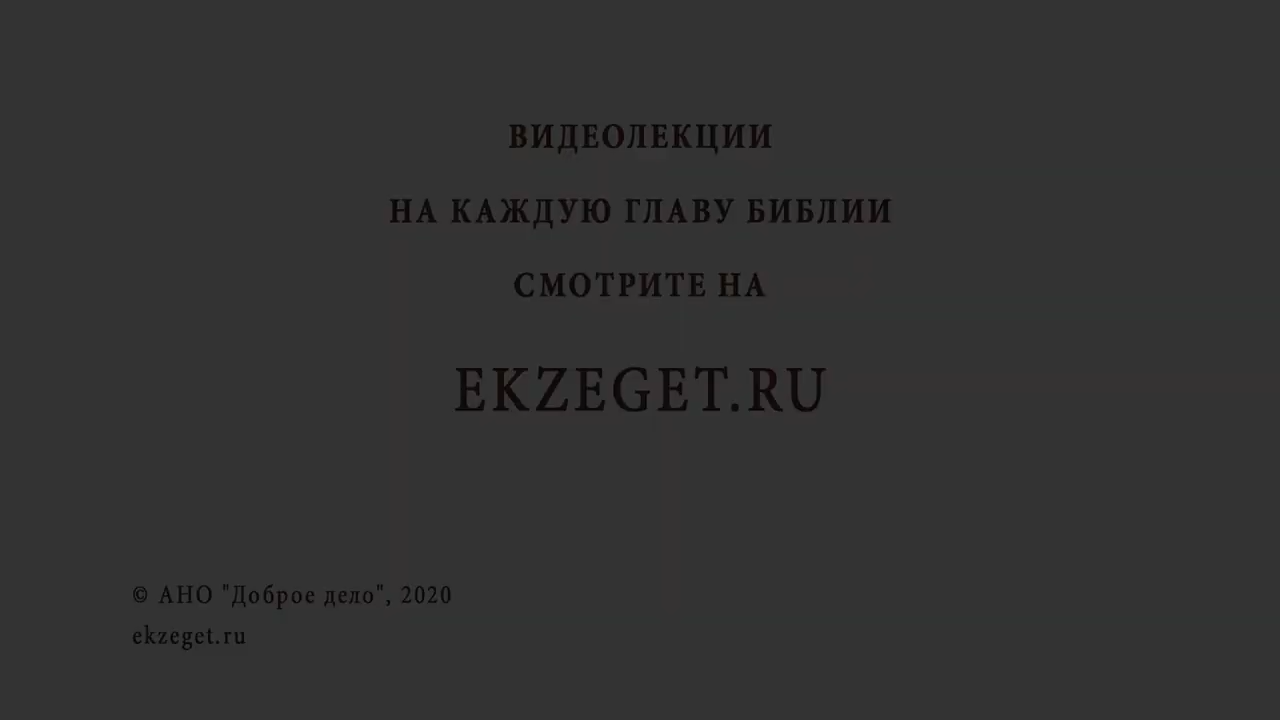 ВИДЕОЛЕКЦИИ
НА КАЖДУЮ ГЛАВУ БИБЛИИ
СМОТРИТЕ НА
EKZEGET.RU
© АНО "Доброе дело", 2020
ekzeget.ru